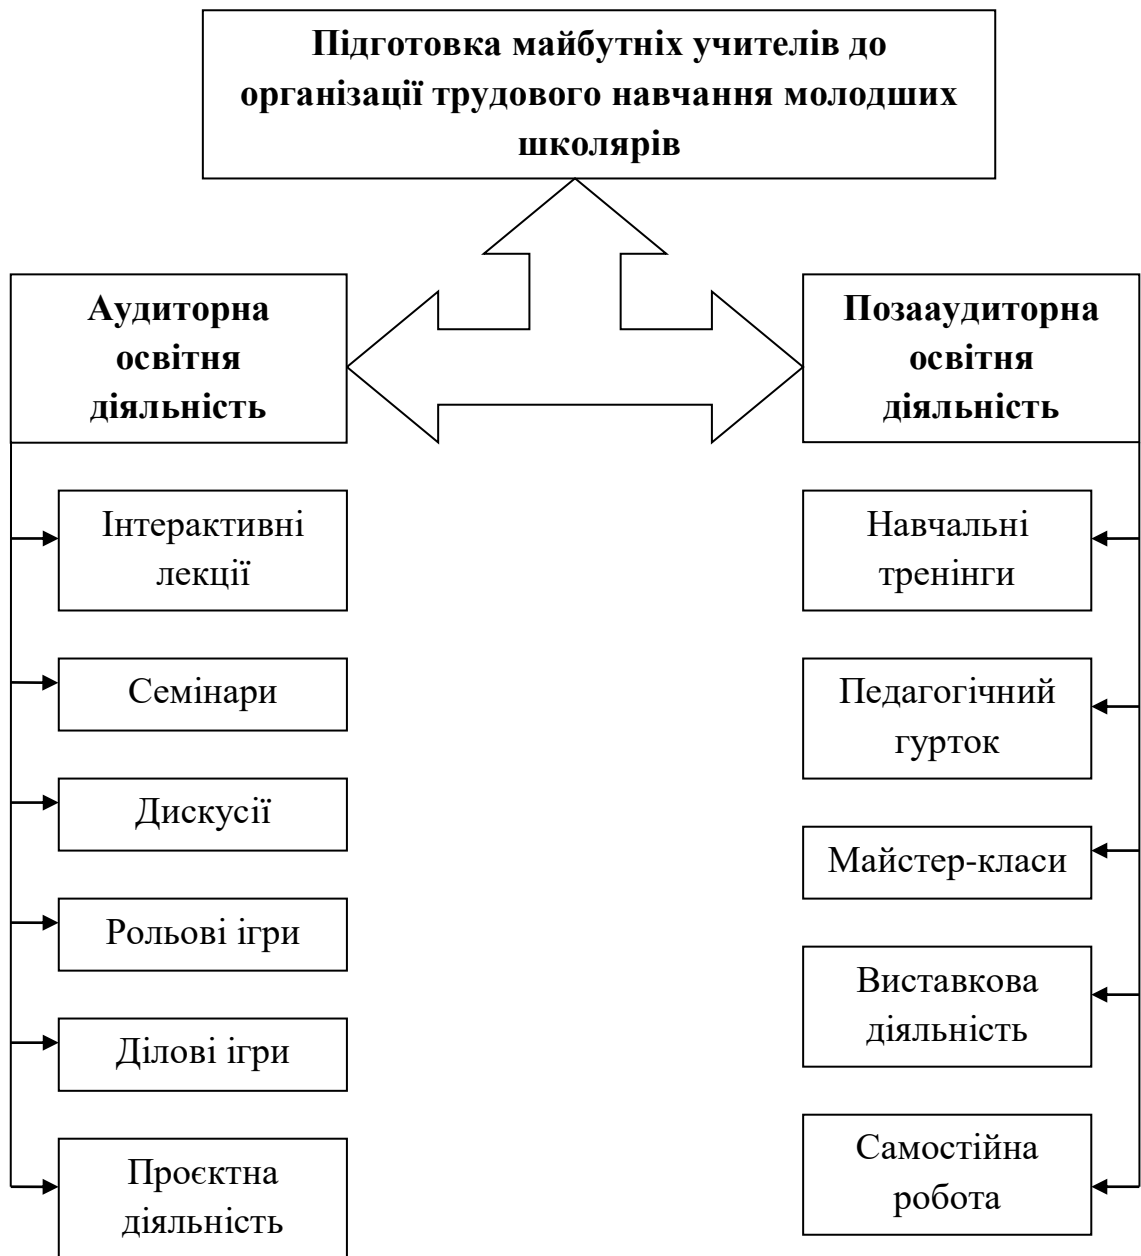 Підготовка майбутніх учителів до
організації трудового навчання молодших
школярів
Аудиторна
освітня
діяльність
Інтерактивні
лекції
Семінари
Дискусії
Рольові ігри
Ділові ігри
Проєктна
діяльність
Позааудиторна
освітня
діяльність
Навчальні
тренінги
Педагогічний
гурток
Майстер-класи
Виставкова
діяльність
Самостійна
робота